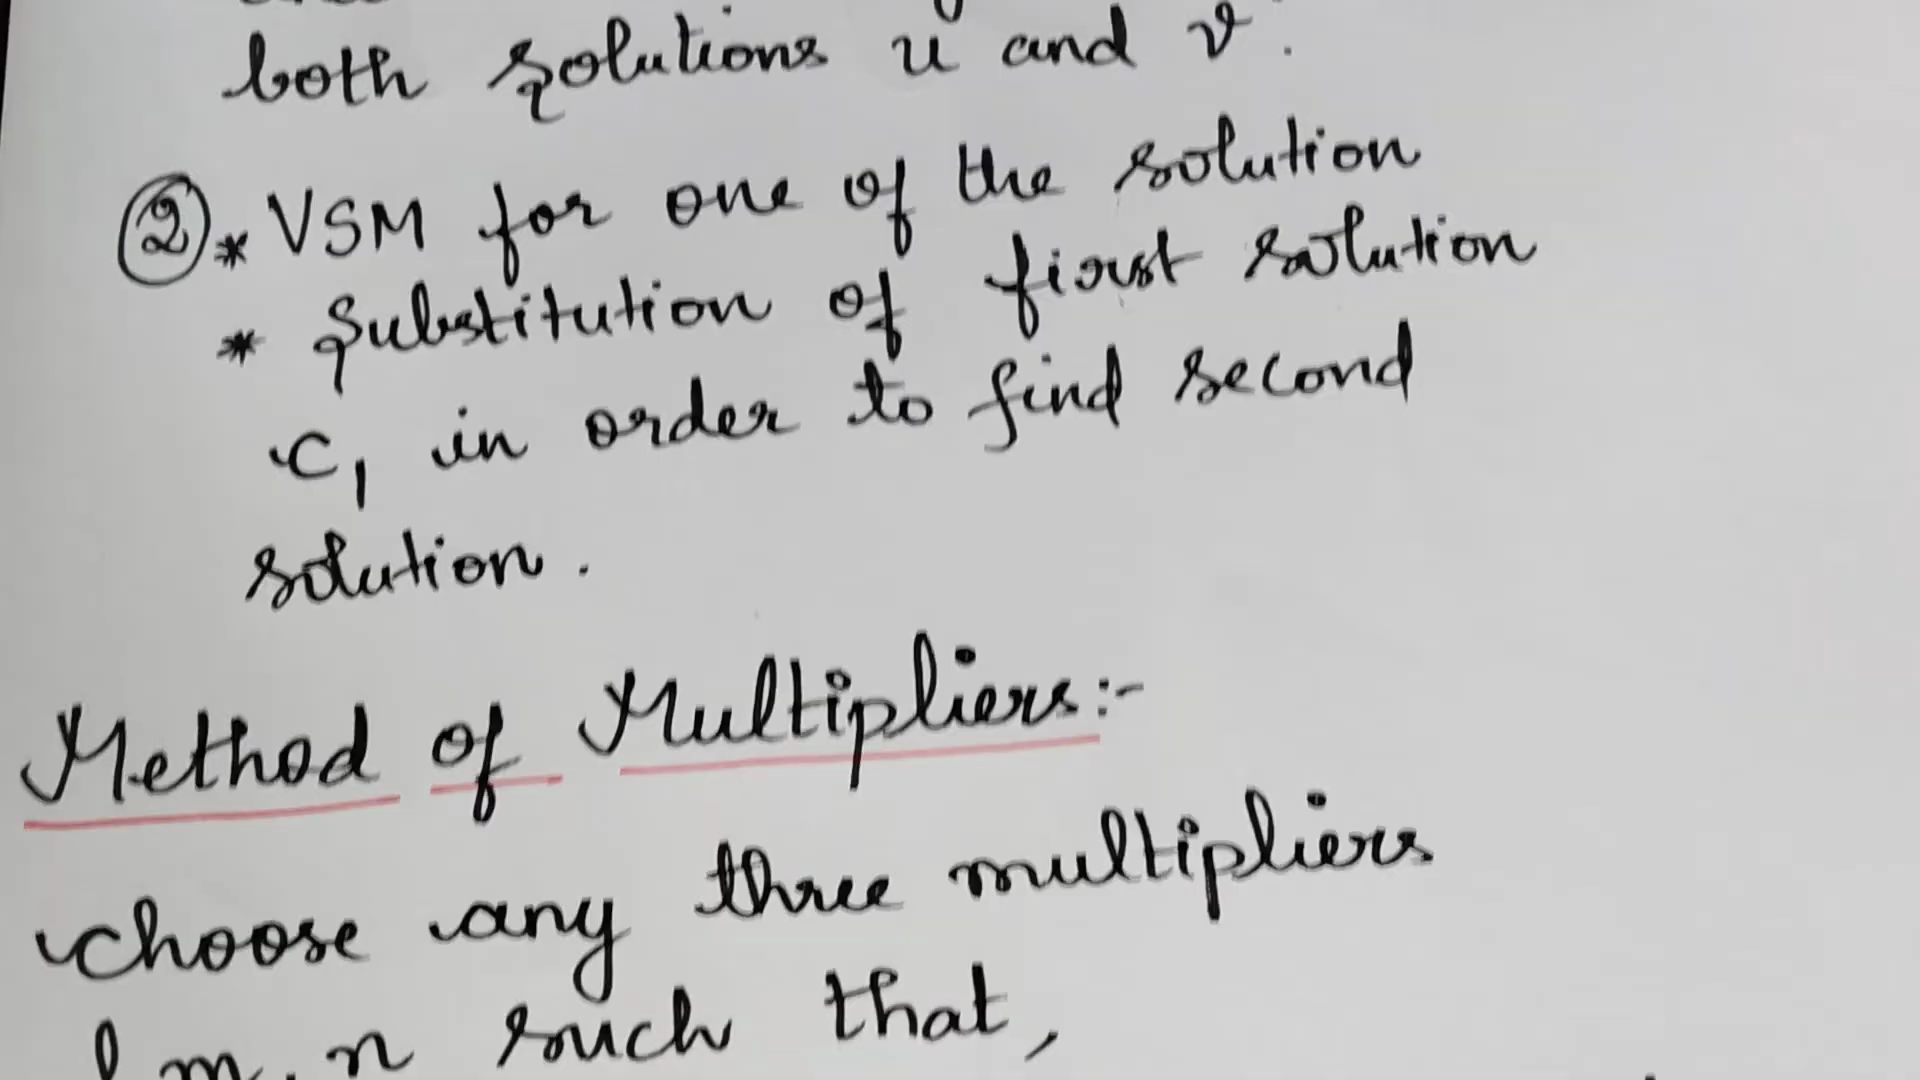 both solutions u and v.
② * VSM for one of the solution
* substitution of first solution
c₁ in order to find second
solution.
Method of Multipliers:-
choose any three multipliers
l, m, n such that,